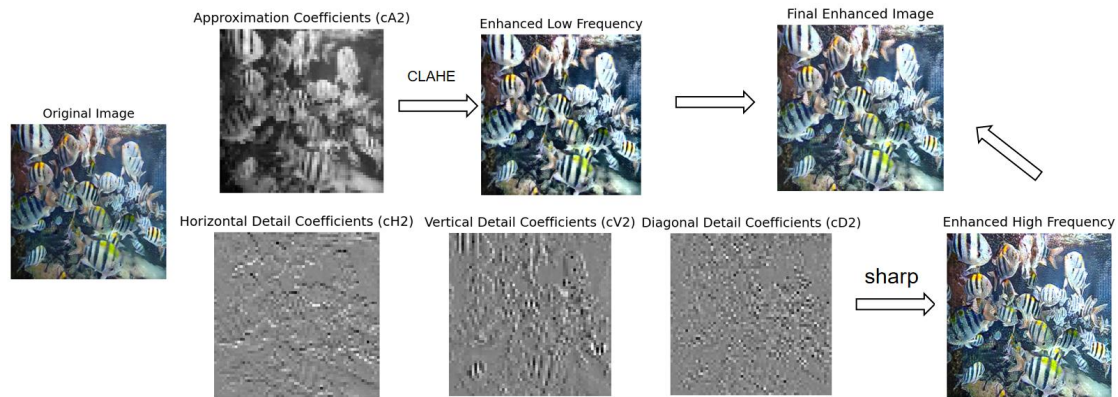 Original Image
Approximation Coefficients (cA2)
CLAHE
Enhanced Low Frequency
Final Enhanced Image
Horizontal Detail Coefficients (cH2)
Vertical Detail Coefficients (cV2)
Diagonal Detail Coefficients (cD2)
sharp
Enhanced High Frequency